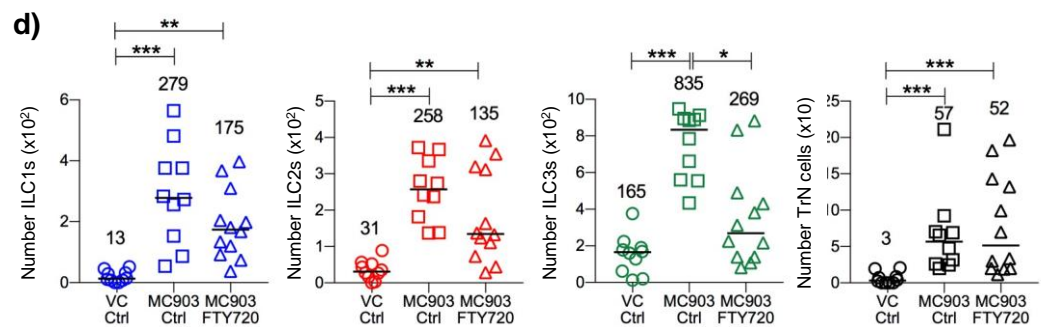 d)
**
***
279
175
13
6
4
2
0
Number ILC1s (x10²)
VC
Ctrl
MC903
Ctrl
MC903
FTY720
**
***
258
135
31
5
4
3
2
1
0
Number ILC2s (x10²)
VC
Ctrl
MC903
Ctrl
MC903
FTY720
***
*
835
269
165
10
8
6
4
2
0
Number ILC3s (x10²)
VC
Ctrl
MC903
Ctrl
MC903
FTY720
***
***
57
52
3
25
20
15
10
5
0
Number TrN cells (x10)
VC
Ctrl
MC903
Ctrl
MC903
FTY720